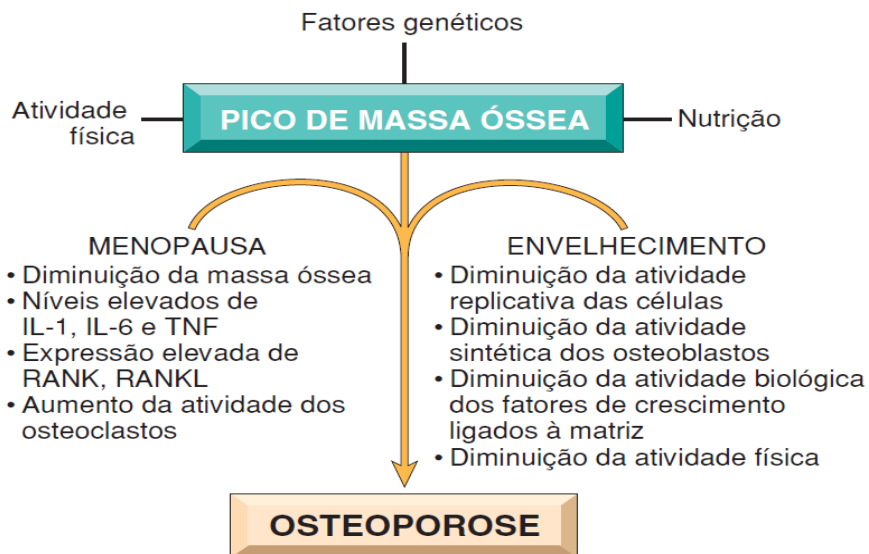 Fatores genéticos
Atividade
física
PICO DE MASSA ÓSSEA
Nutrição
MENOPAUSA
• Diminuição da massa óssea
• Níveis elevados de
IL-1, IL-6 e TNF
• Expressão elevada de
RANK, RANKL
• Aumento da atividade dos
osteoclastos
ENVELHECIMENTO
• Diminuição da atividade
replicativa das células
• Diminuição da atividade
sintética dos osteoblastos
• Diminuição da atividade biológica
dos fatores de crescimento
ligados à matriz
• Diminuição da atividade física
OSTEOPOROSE